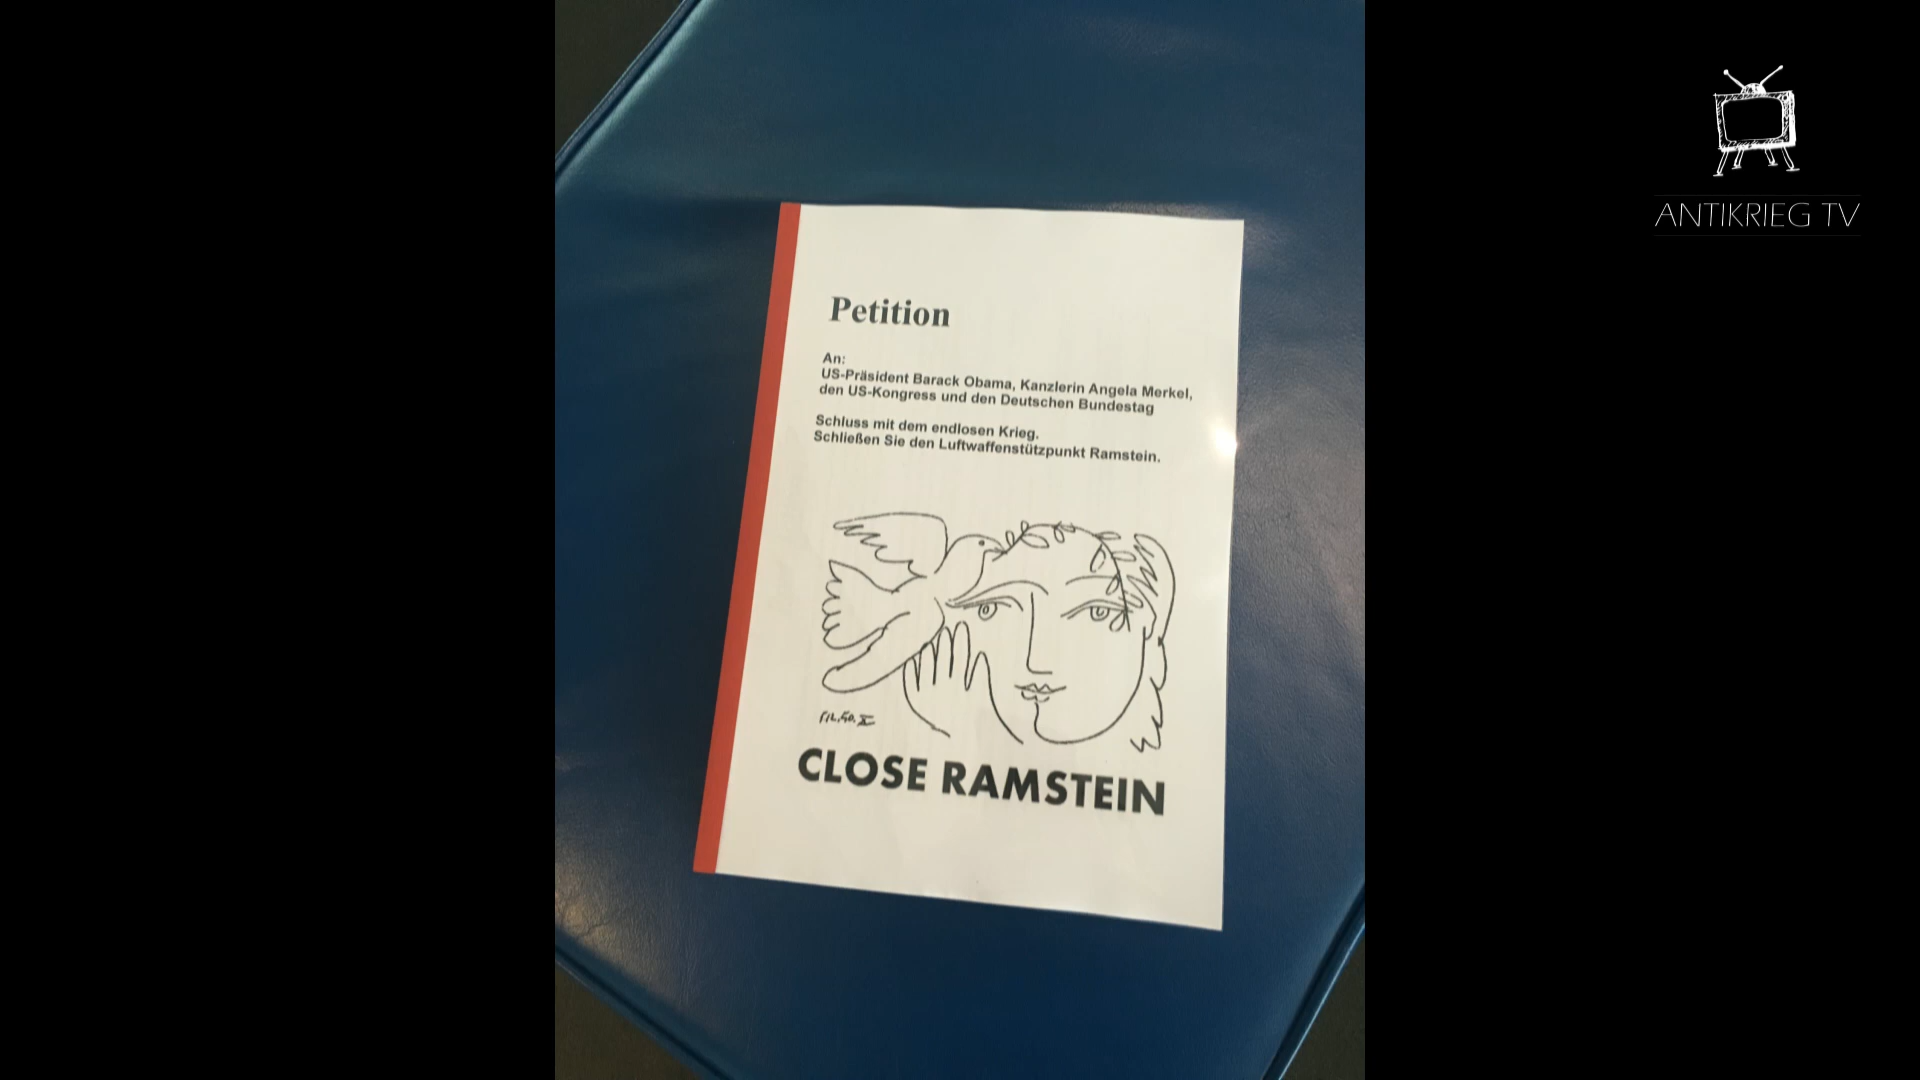 Petition
An:
US-Präsident Barack Obama, Kanzlerin Angela Merkel,
den US-Kongress und den Deutschen Bundestag
Schluss mit dem endlosen Krieg.
Schließen Sie den Luftwaffenstützpunkt Ramstein.
CLOSE RAMSTEIN
ANTIKRIEG TV